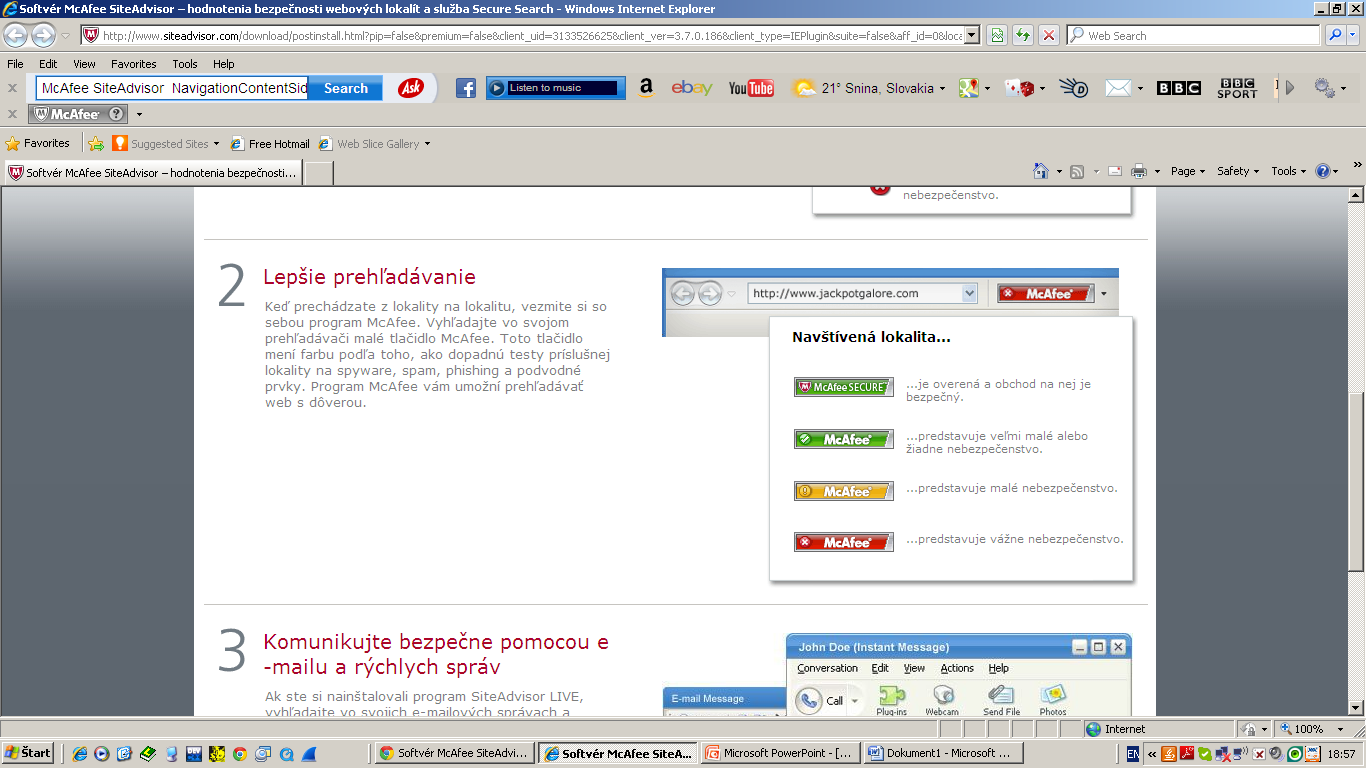 Softvér McAfee SiteAdvisor – hodnotenia bezpečnosti webových lokalít a služba Secure Search - Windows Internet Explorer
http://www.siteadvisor.com/download/postinstall.html?pip=false&premium=false&client_uid=3133526625&client_ver=3.7.0.186&client_type=IEPlugin&suite=false&aff_id=0&loca
Web Search
File Edit View Favorites Tools Help
McAfee SiteAdvisor NavigationContentSid Search Ask Listen to music a ebay YouTube 21° Snina, Slovakia BBC BBC SPORT
McAfee ?
Favorites Suggested Sites Free Hotmail Web Slice Gallery
Softvér McAfee SiteAdvisor – hodnotenia bezpečnosti... Page Safety Tools
nebezpečenstvo.
2 Lepšie prehľadávanie
Keď prechádzate z lokality na lokalitu, vezmite si so
sebou program McAfee. Vyhľadajte vo svojom
prehľadávači malé tlačidlo McAfee. Toto tlačidlo
mení farbu podľa toho, ako dopadnú testy príslušnej
lokality na spyware, spam, phishing a podvodné
prvky. Program McAfee vám umožní prehľadávať
web s dôverou.
http://www.jackpotgalore.com McAfee
Navštívená lokalita...
McAfee SECURE ...je overená a obchod na nej je
bezpečný.
McAfee ...predstavuje veľmi malé alebo
žiadne nebezpečenstvo.
McAfee ...predstavuje malé nebezpečenstvo.
McAfee ...predstavuje vážne nebezpečenstvo.
3 Komunikujte bezpečne pomocou e
-mailu a rýchlych správ
Ak ste si nainštalovali program SiteAdvisor LIVE,
vyhľadajte vo svojich e-mailových správach a
E-mail Message
John Doe (Instant Message)
Conversation Edit View Actions Help
Call Plug-ins Webcam Send File Photos
Internet 100%
Štart Softvér McAfee SiteAdvi... Softvér McAfee SiteA... Microsoft PowerPoint - [... Dokument1 - Microsoft ... EN 18:57